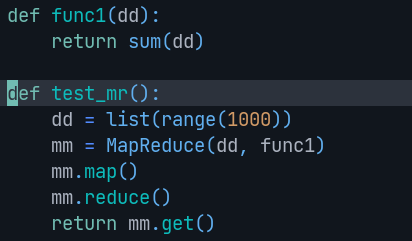 def func1(dd):
    return sum(dd)

def test_mr():
    dd = list(range(1000))
    mm = MapReduce(dd, func1)
    mm.map()
    mm.reduce()
    return mm.get()